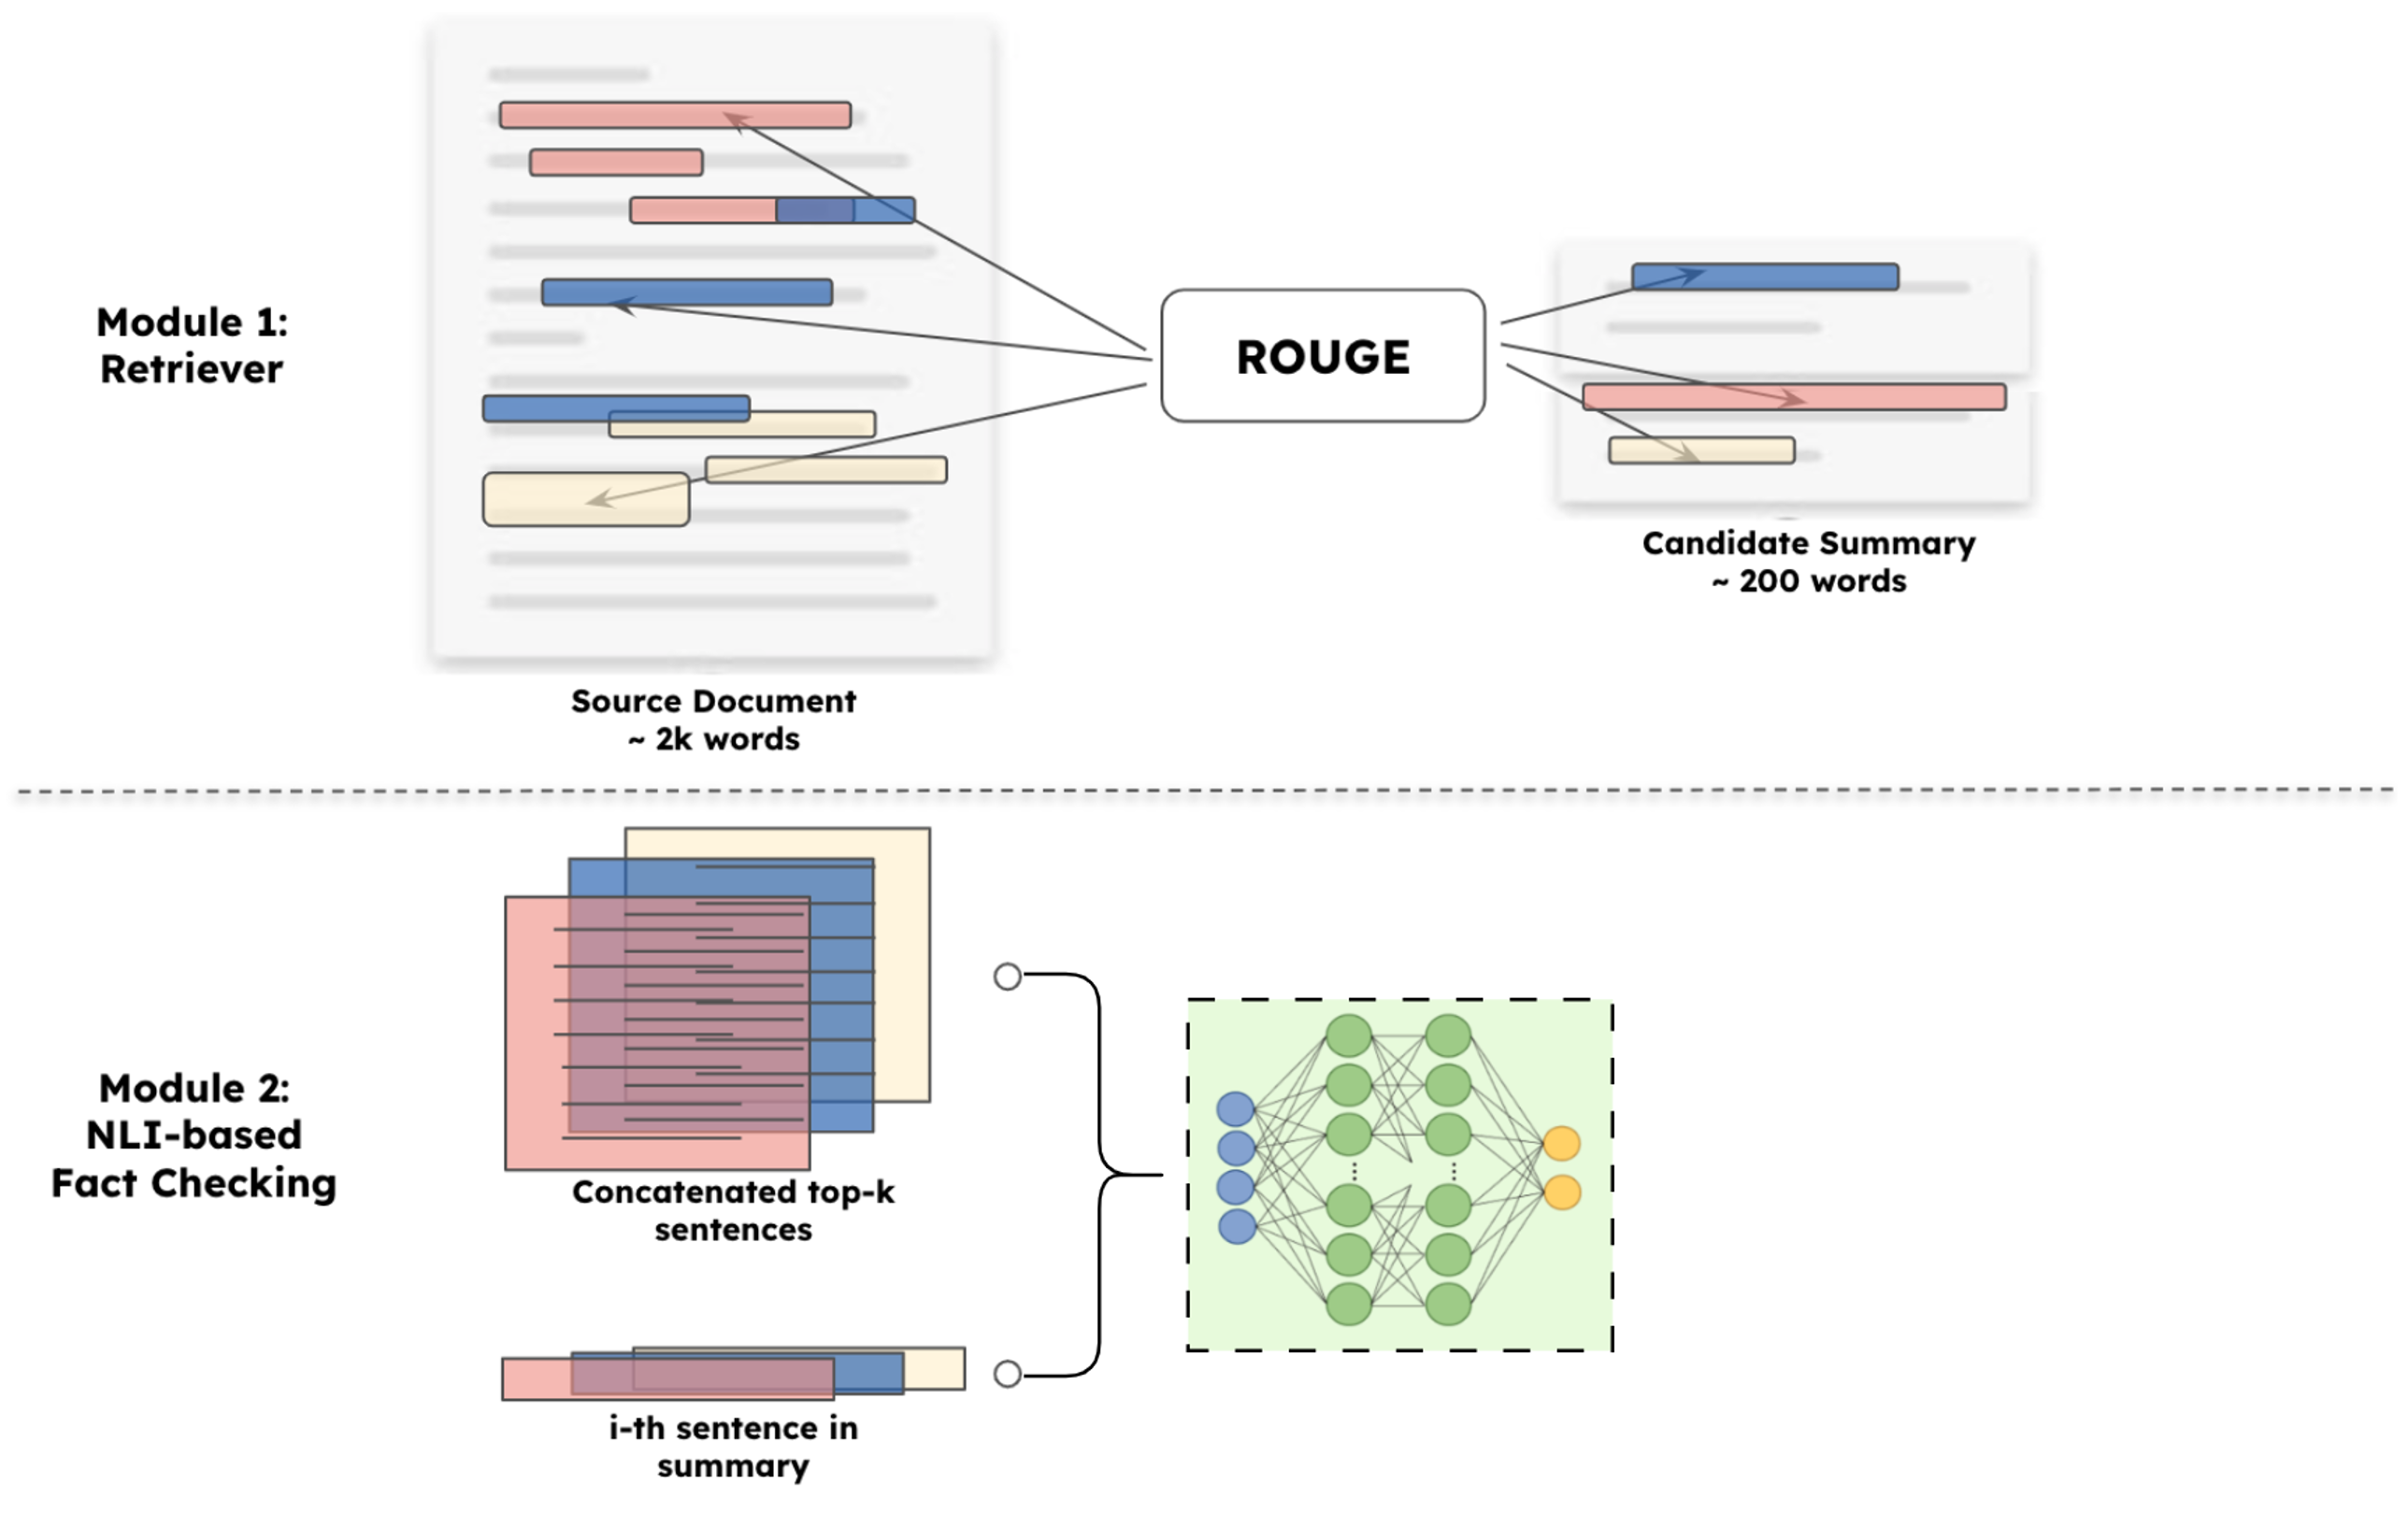 Module 1:
Retriever
ROUGE
Candidate Summary
~ 200 words
Source Document
~ 2k words
Module 2:
NLI-based
Fact Checking
Concatenated top-k
sentences
i-th sentence in
summary